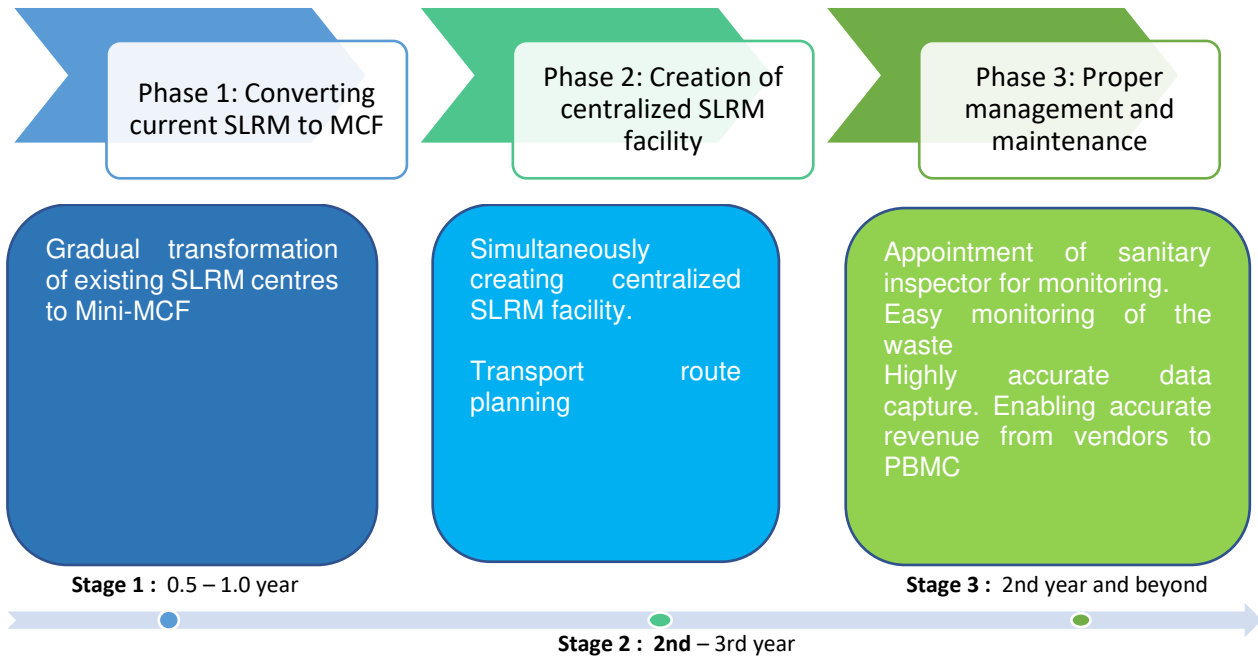 Phase 1: Converting
current SLRM to MCF
Phase 2: Creation of
centralized SLRM
facility
Phase 3: Proper
management and
maintenance
Gradual transformation
of existing SLRM centres
to Mini-MCF
Simultaneously
creating centralized
SLRM facility.
Transport route
planning
Appointment of sanitary
inspector for monitoring.
Easy monitoring of the
waste
Highly accurate data
capture. Enabling accurate
revenue from vendors to
PBMC
Stage 1 : 0.5 – 1.0 year
Stage 3 : 2nd year and beyond
Stage 2 : 2nd – 3rd year